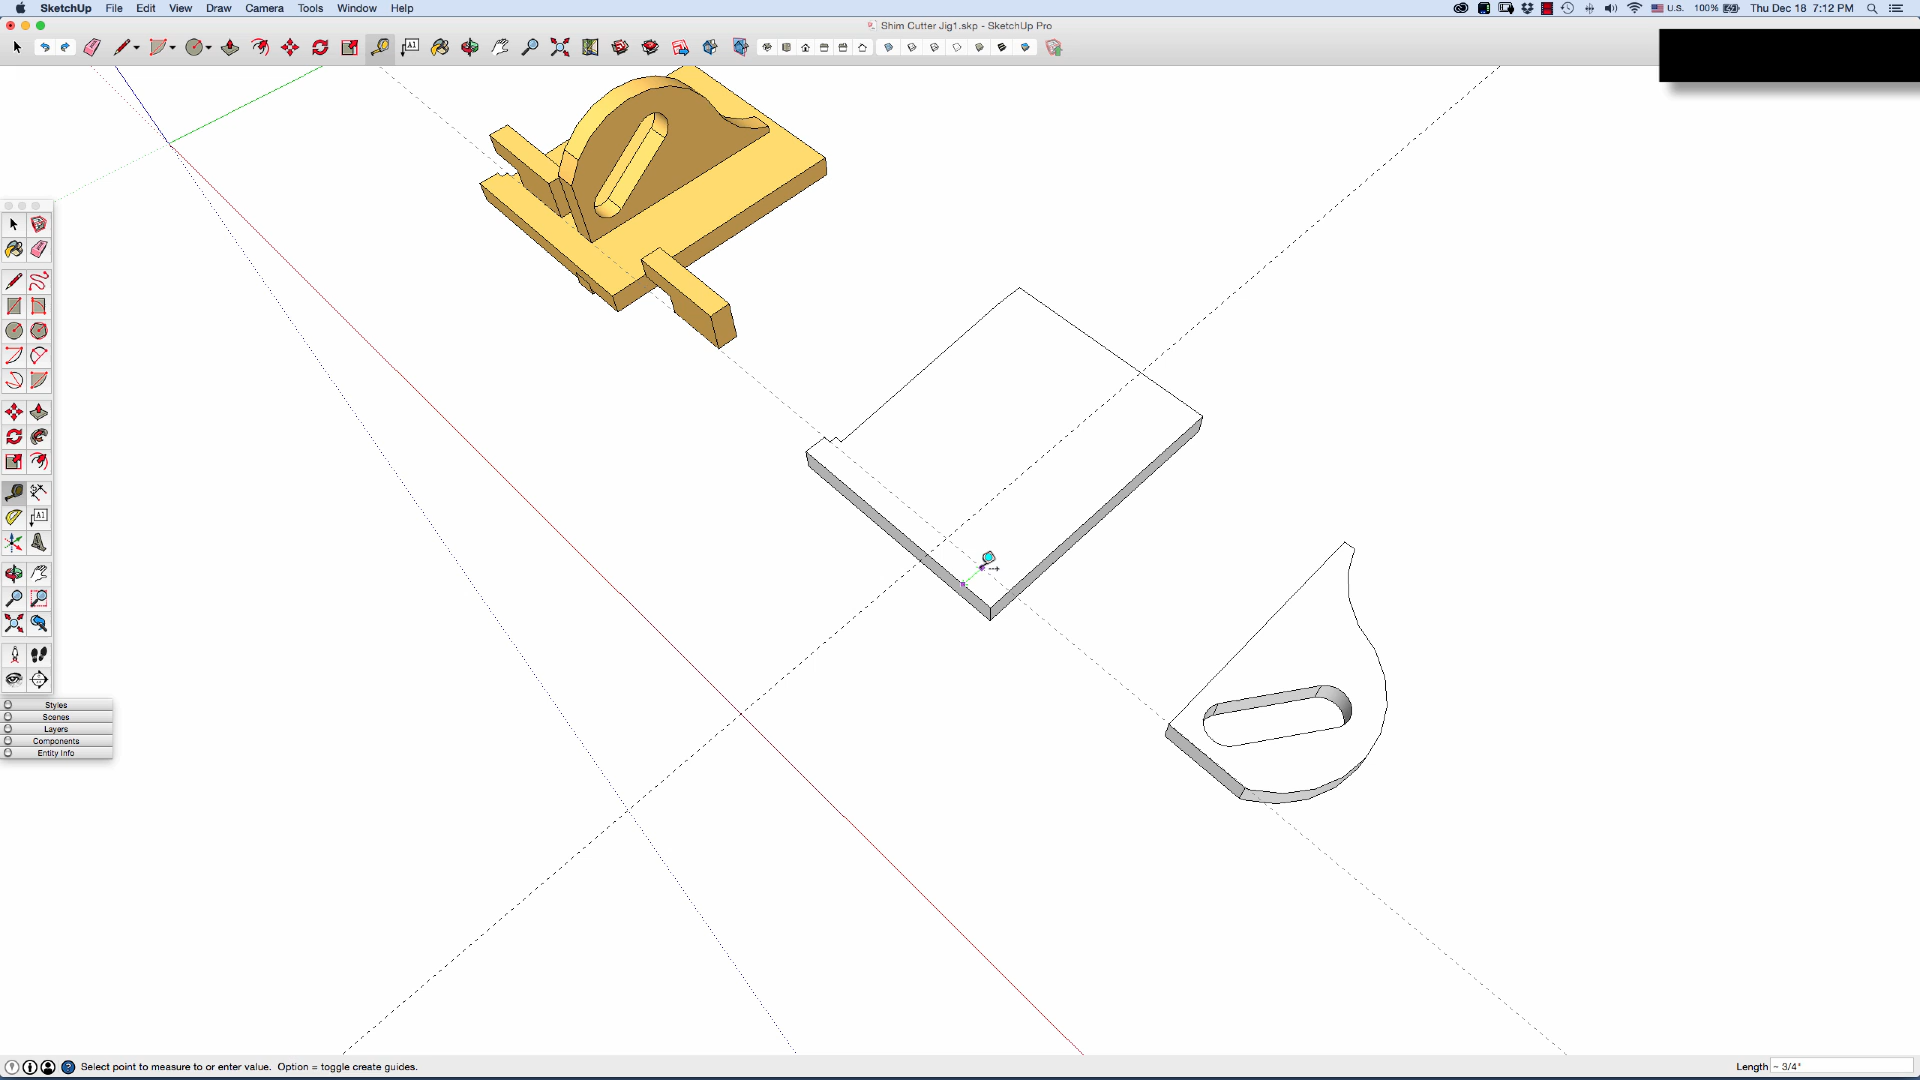 SketchUp File Edit View Draw Camera Tools Window Help
U.S. 100% Thu Dec 18 7:12 PM
Shim Cutter Jig1.skp - SketchUp Pro
A1
A1
Styles
Scenes
Layers
Components
Entity Info
Select point to measure to or enter value. Option = toggle create guides.
Length ~ 3/4"